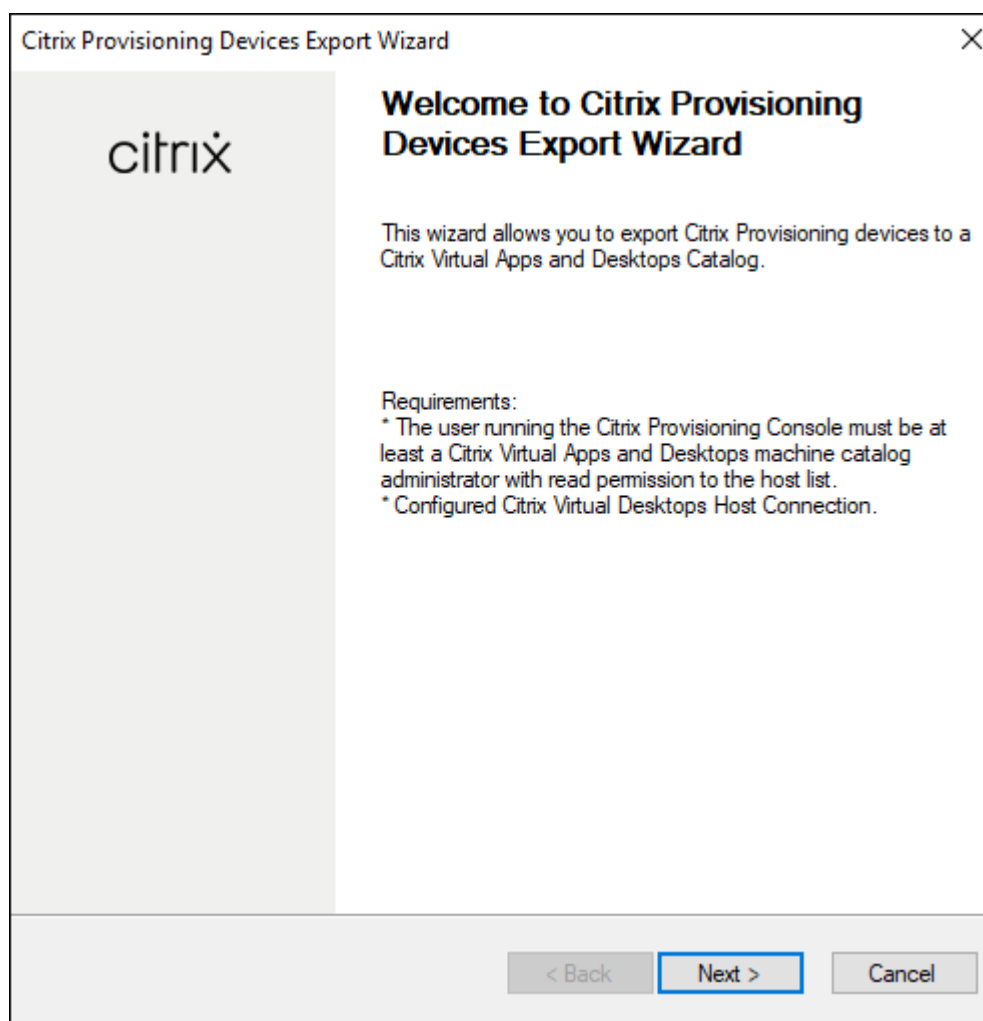 Citrix Provisioning Devices Export Wizard
citrix
Welcome to Citrix Provisioning
Devices Export Wizard
This wizard allows you to export Citrix Provisioning devices to a
Citrix Virtual Apps and Desktops Catalog.
Requirements:
* The user running the Citrix Provisioning Console must be at
least a Citrix Virtual Apps and Desktops machine catalog
administrator with read permission to the host list.
* Configured Citrix Virtual Desktops Host Connection.
< Back
Next >
Cancel